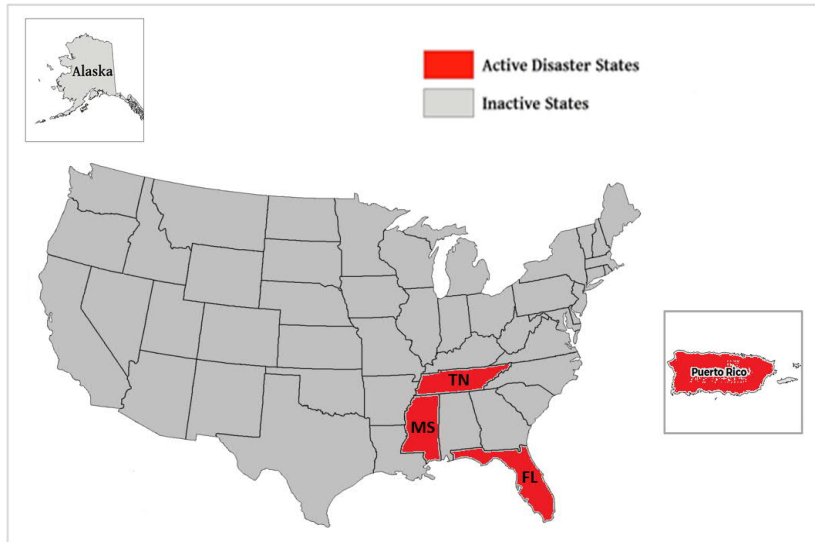 Alaska
Active Disaster States
Inactive States
TN
MS
FL
Puerto Rico